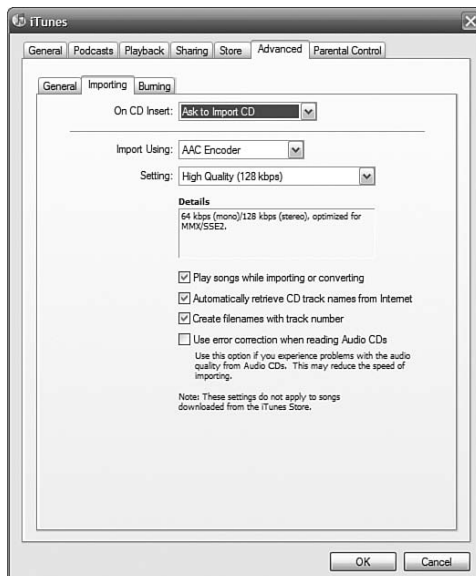 iTunes
General Podcasts Playback Sharing Store Advanced Parental Control
General Importing Burning
On CD Insert: Ask to Import CD
Import Using: AAC Encoder
Setting: High Quality (128 kbps)
Details
64 kbps (mono)/128 kbps (stereo), optimized for
MMX/SSE2.
Play songs while importing or converting
Automatically retrieve CD track names from Internet
Create filenames with track number
Use error correction when reading Audio CDs
Use this option if you experience problems with the audio
quality from Audio CDs. This may reduce the speed of
importing.
Note: These settings do not apply to songs
downloaded from the iTunes Store.
OK Cancel